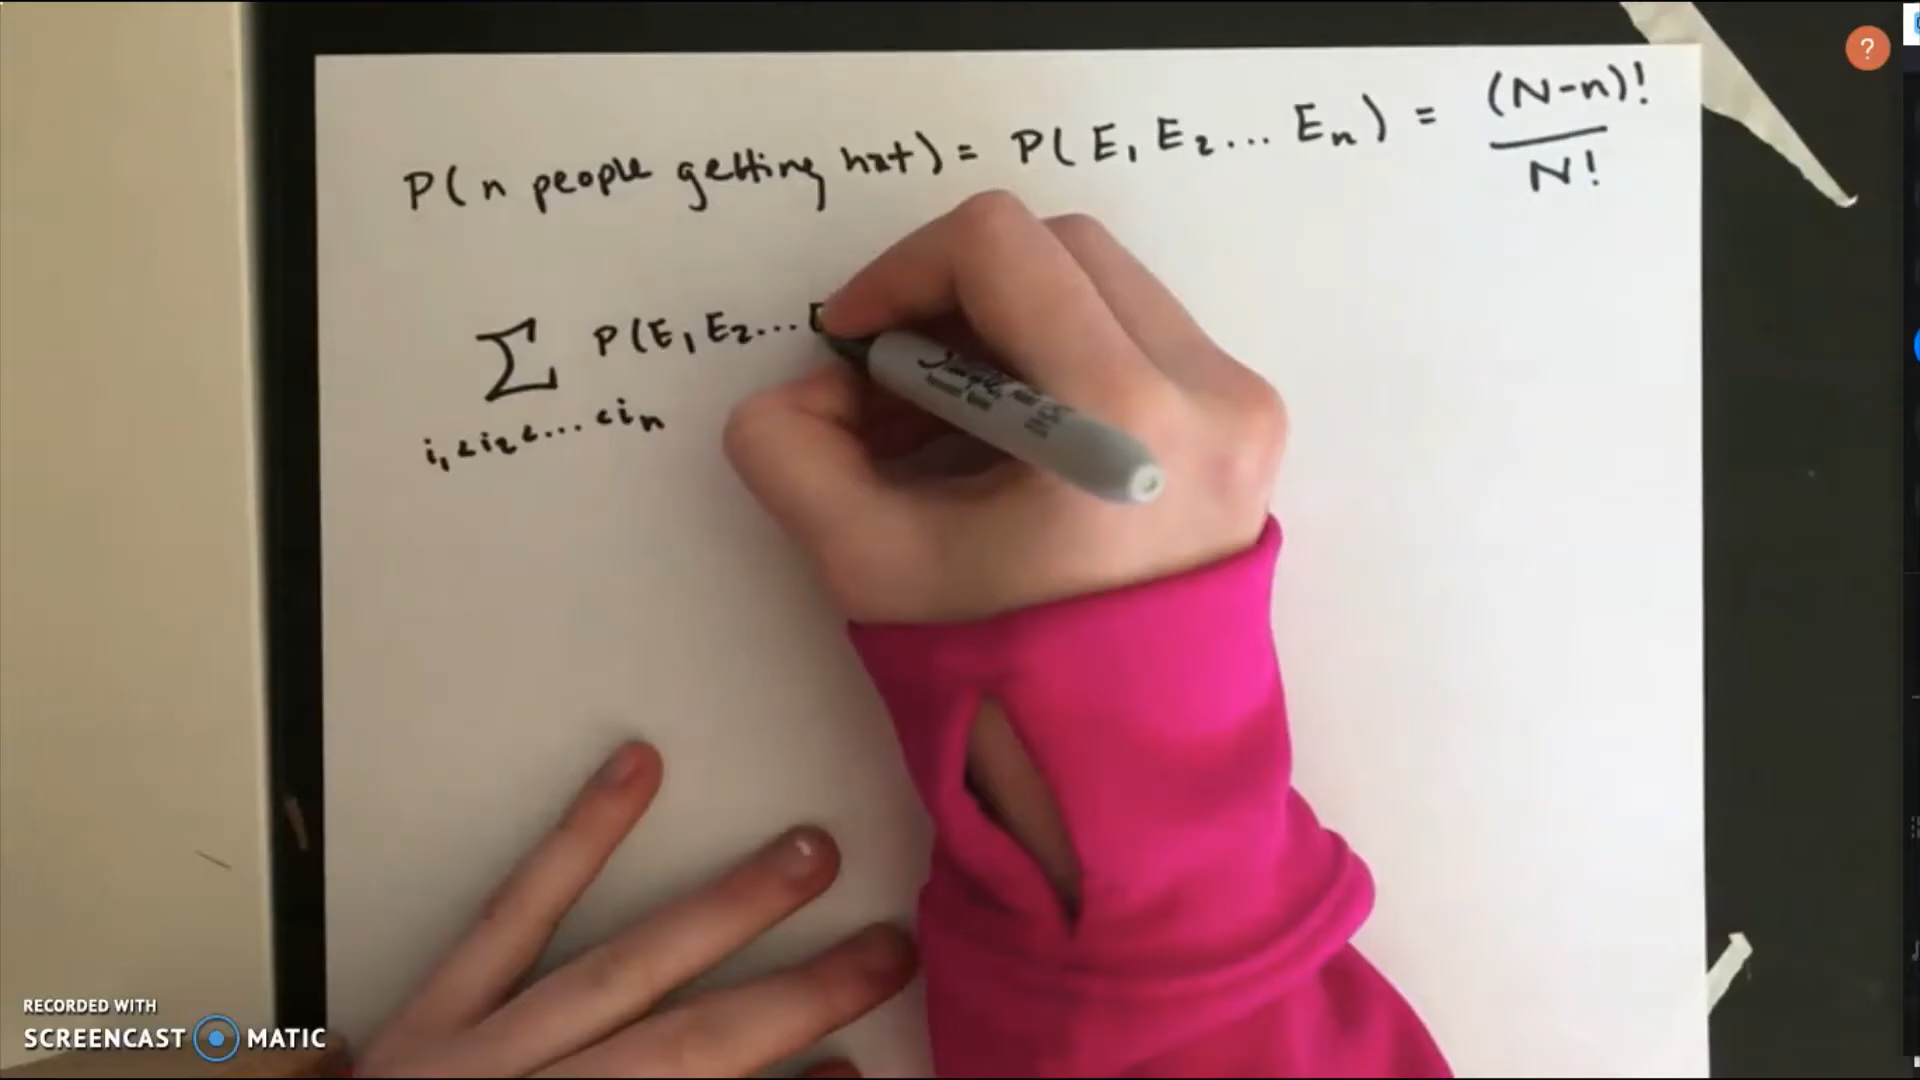 P(n people getting hat) = P(E₁ E₂... Eₙ) = (N-n)!/N!
∑ P(E₁ E₂... E
i₁<i₂<... <iₙ
RECORDED WITH
SCREENCAST MATIC
?